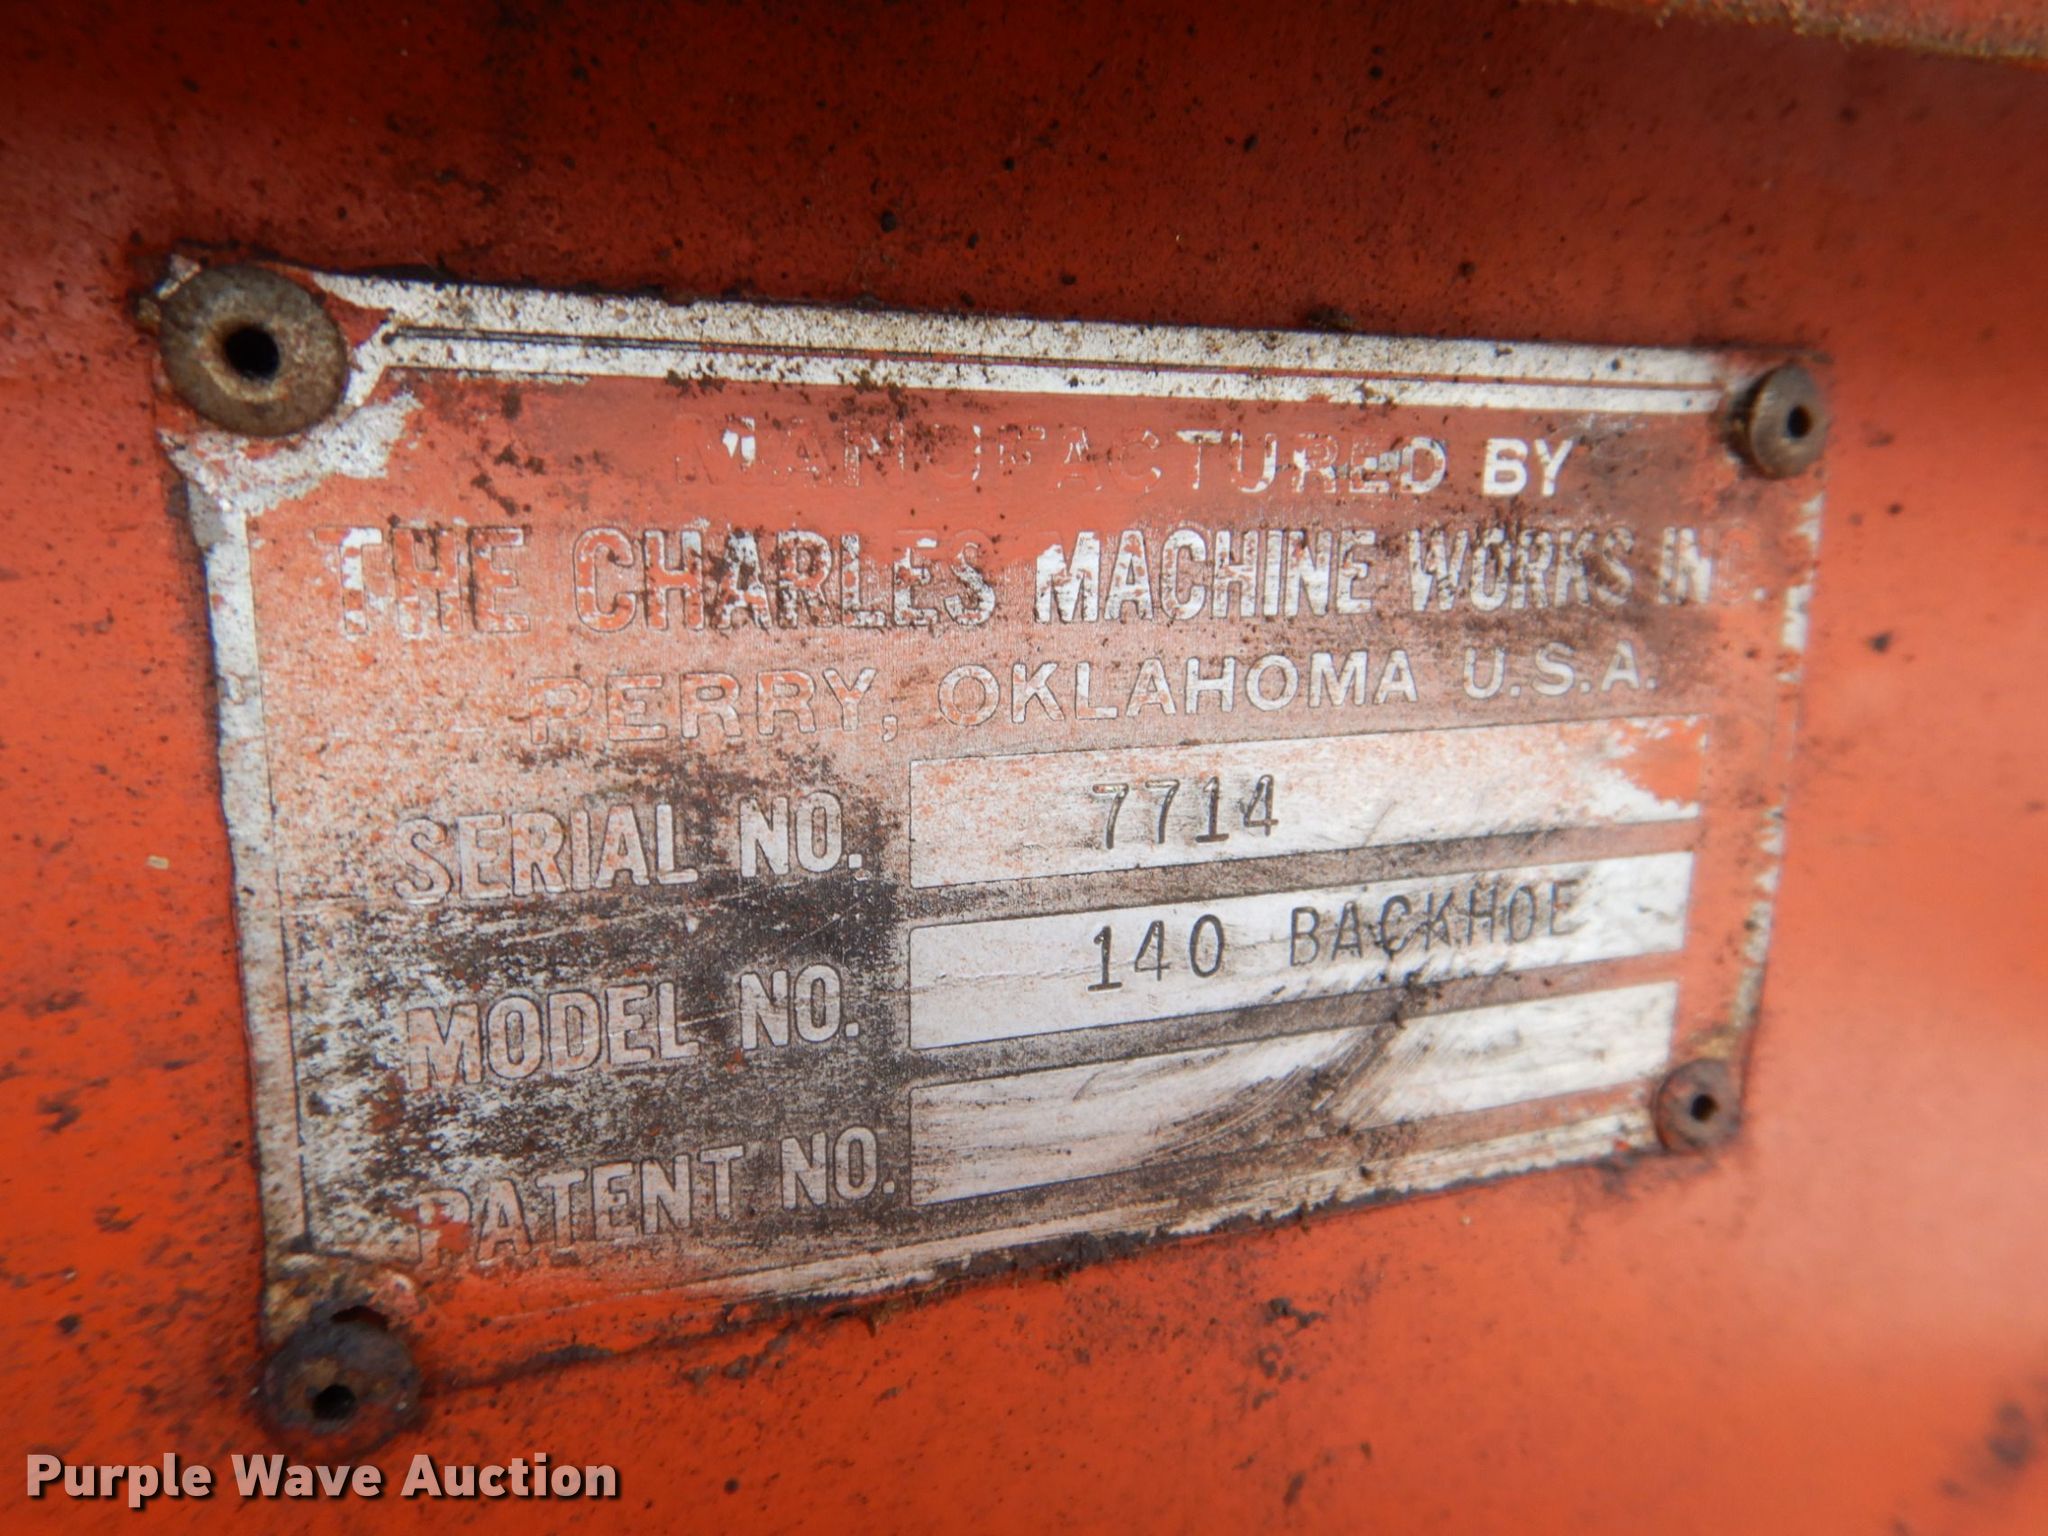 MANUFACTURED BY
THE CHARLES MACHINE WORKS INC.
PERRY, OKLAHOMA U.S.A.
SERIAL NO. 7714
MODEL NO. 140 BACKHOE
PATENT NO.
Purple Wave Auction